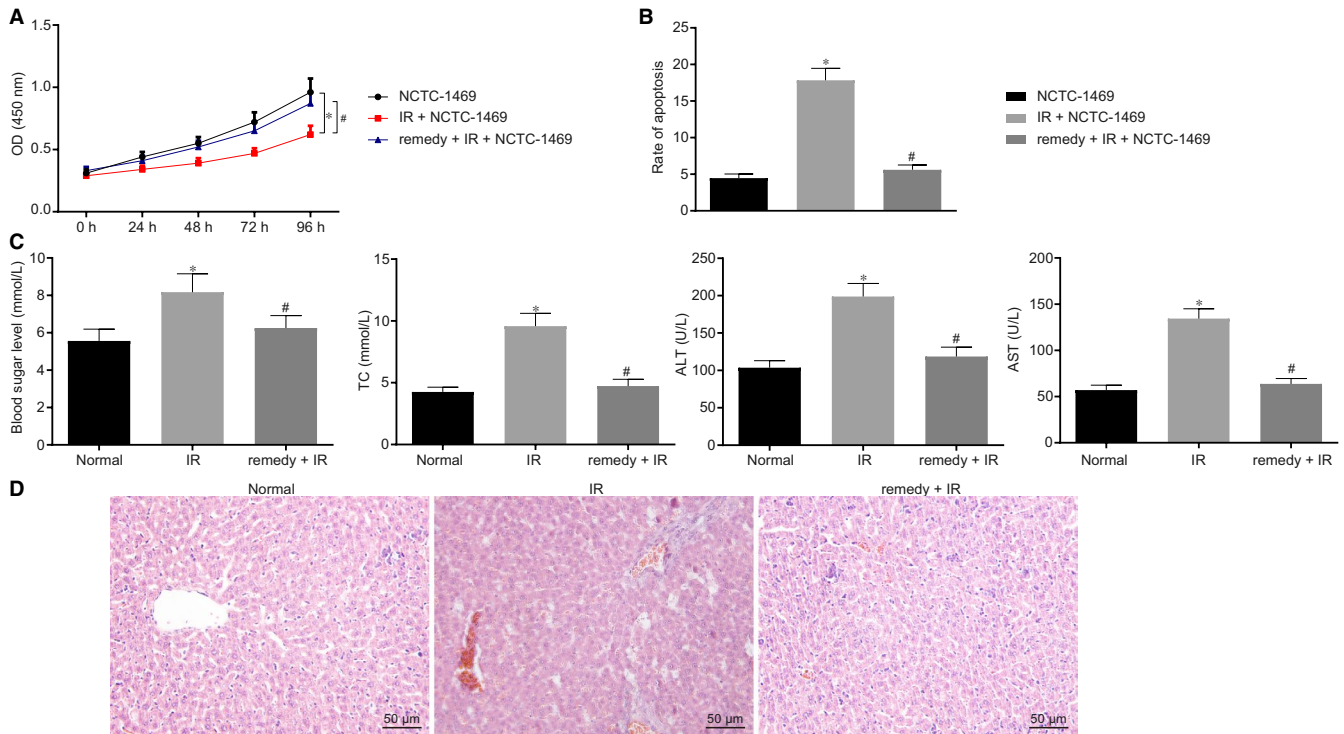 A
OD (450 nm)
1.5
1.0
0.5
0.0
0 h 24 h 48 h 72 h 96 h
* #
NCTC-1469
IR + NCTC-1469
remedy + IR + NCTC-1469
B
Rate of apoptosis
25
20
15
10
5
0
*
#
NCTC-1469
IR + NCTC-1469
remedy + IR + NCTC-1469
C
Blood sugar level (mmol/L)
10
8
6
4
2
0
*
#
Normal IR remedy + IR
TC (mmol/L)
15
10
5
0
*
#
Normal IR remedy + IR
ALT (U/L)
250
200
150
100
50
0
*
#
Normal IR remedy + IR
AST (U/L)
200
150
100
50
0
*
#
Normal IR remedy + IR
D
Normal IR remedy + IR
50 μm 50 μm 50 μm